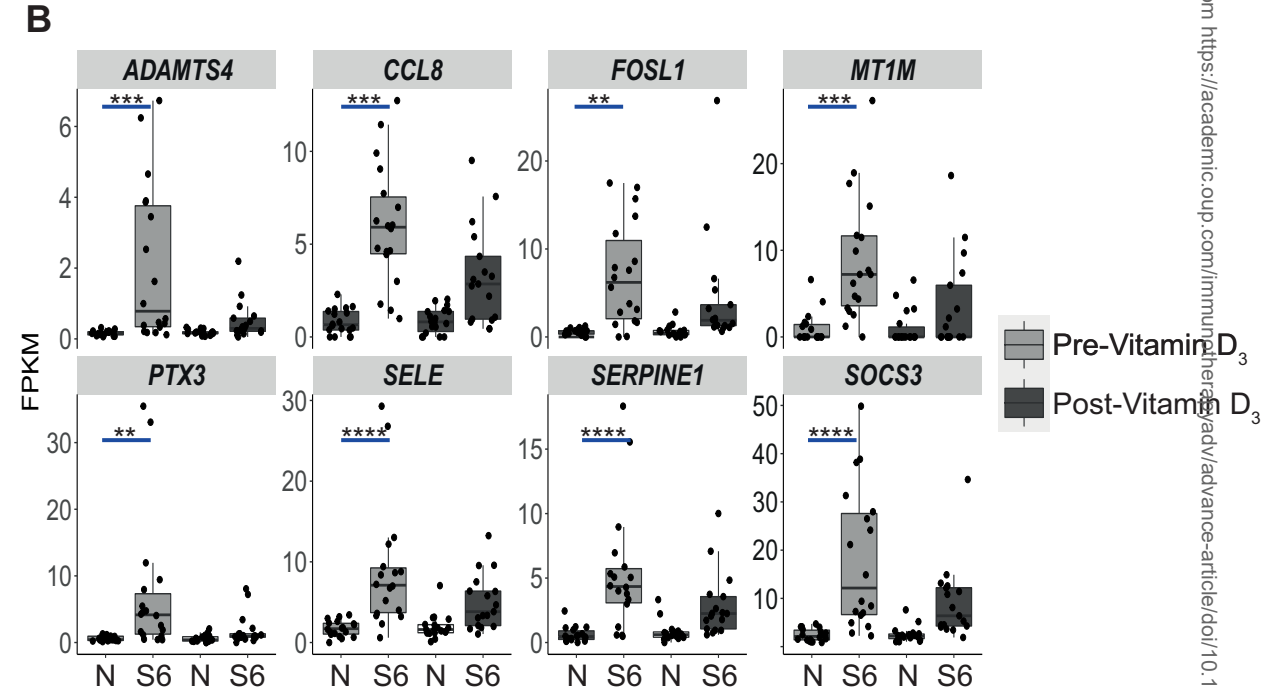 B
ADAMTS4 CCL8 FOSL1 MT1M
*** *** ** ***
6 4 2 0
10 5 0
20 10 0
20 10 0
FPKM
PTX3 SELE SERPINE1 SOCS3
** **** **** ****
30 20 10 0
30 20 10 0
15 10 5 0
50 40 30 20 10
N S6 N S6 N S6 N S6 N S6 N S6 N S6 N S6
Pre-Vitamin D3
Post-Vitamin D3
om https://academic.oup.com/immunotherapyadv/advance-article/doi/10.1